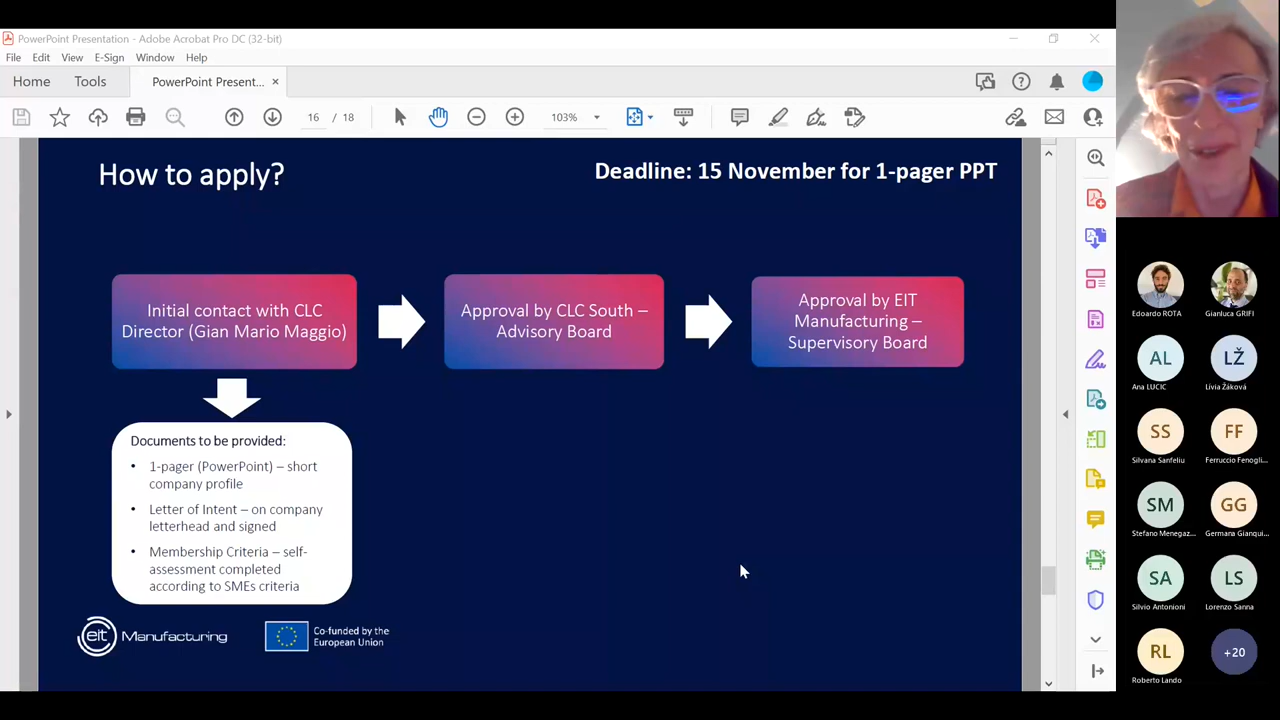 PowerPoint Presentation - Adobe Acrobat Pro DC (32-bit)
File Edit View E-Sign Window Help
Home Tools PowerPoint Present... ×
16 / 18 103%
How to apply?
Deadline: 15 November for 1-pager PPT
Initial contact with CLC
Director (Gian Mario Maggio)
Approval by CLC South –
Advisory Board
Approval by EIT
Manufacturing –
Supervisory Board
Documents to be provided:
• 1-pager (PowerPoint) – short
company profile
• Letter of Intent – on company
letterhead and signed
• Membership Criteria – self-
assessment completed
according to SMEs criteria
eit Manufacturing
Co-funded by the
European Union
Edoardo ROTA
Gianluca GRIFI
AL
Ana LUCIC
LŽ
Lívia Žáková
SS
Silvana Sanfeliu
FF
Ferruccio Fenogli...
SM
Stefano Menegaz...
GG
Germana Gianqui...
SA
Silvio Antonioni
LS
Lorenzo Sanna
RL
Roberto Lando
+20